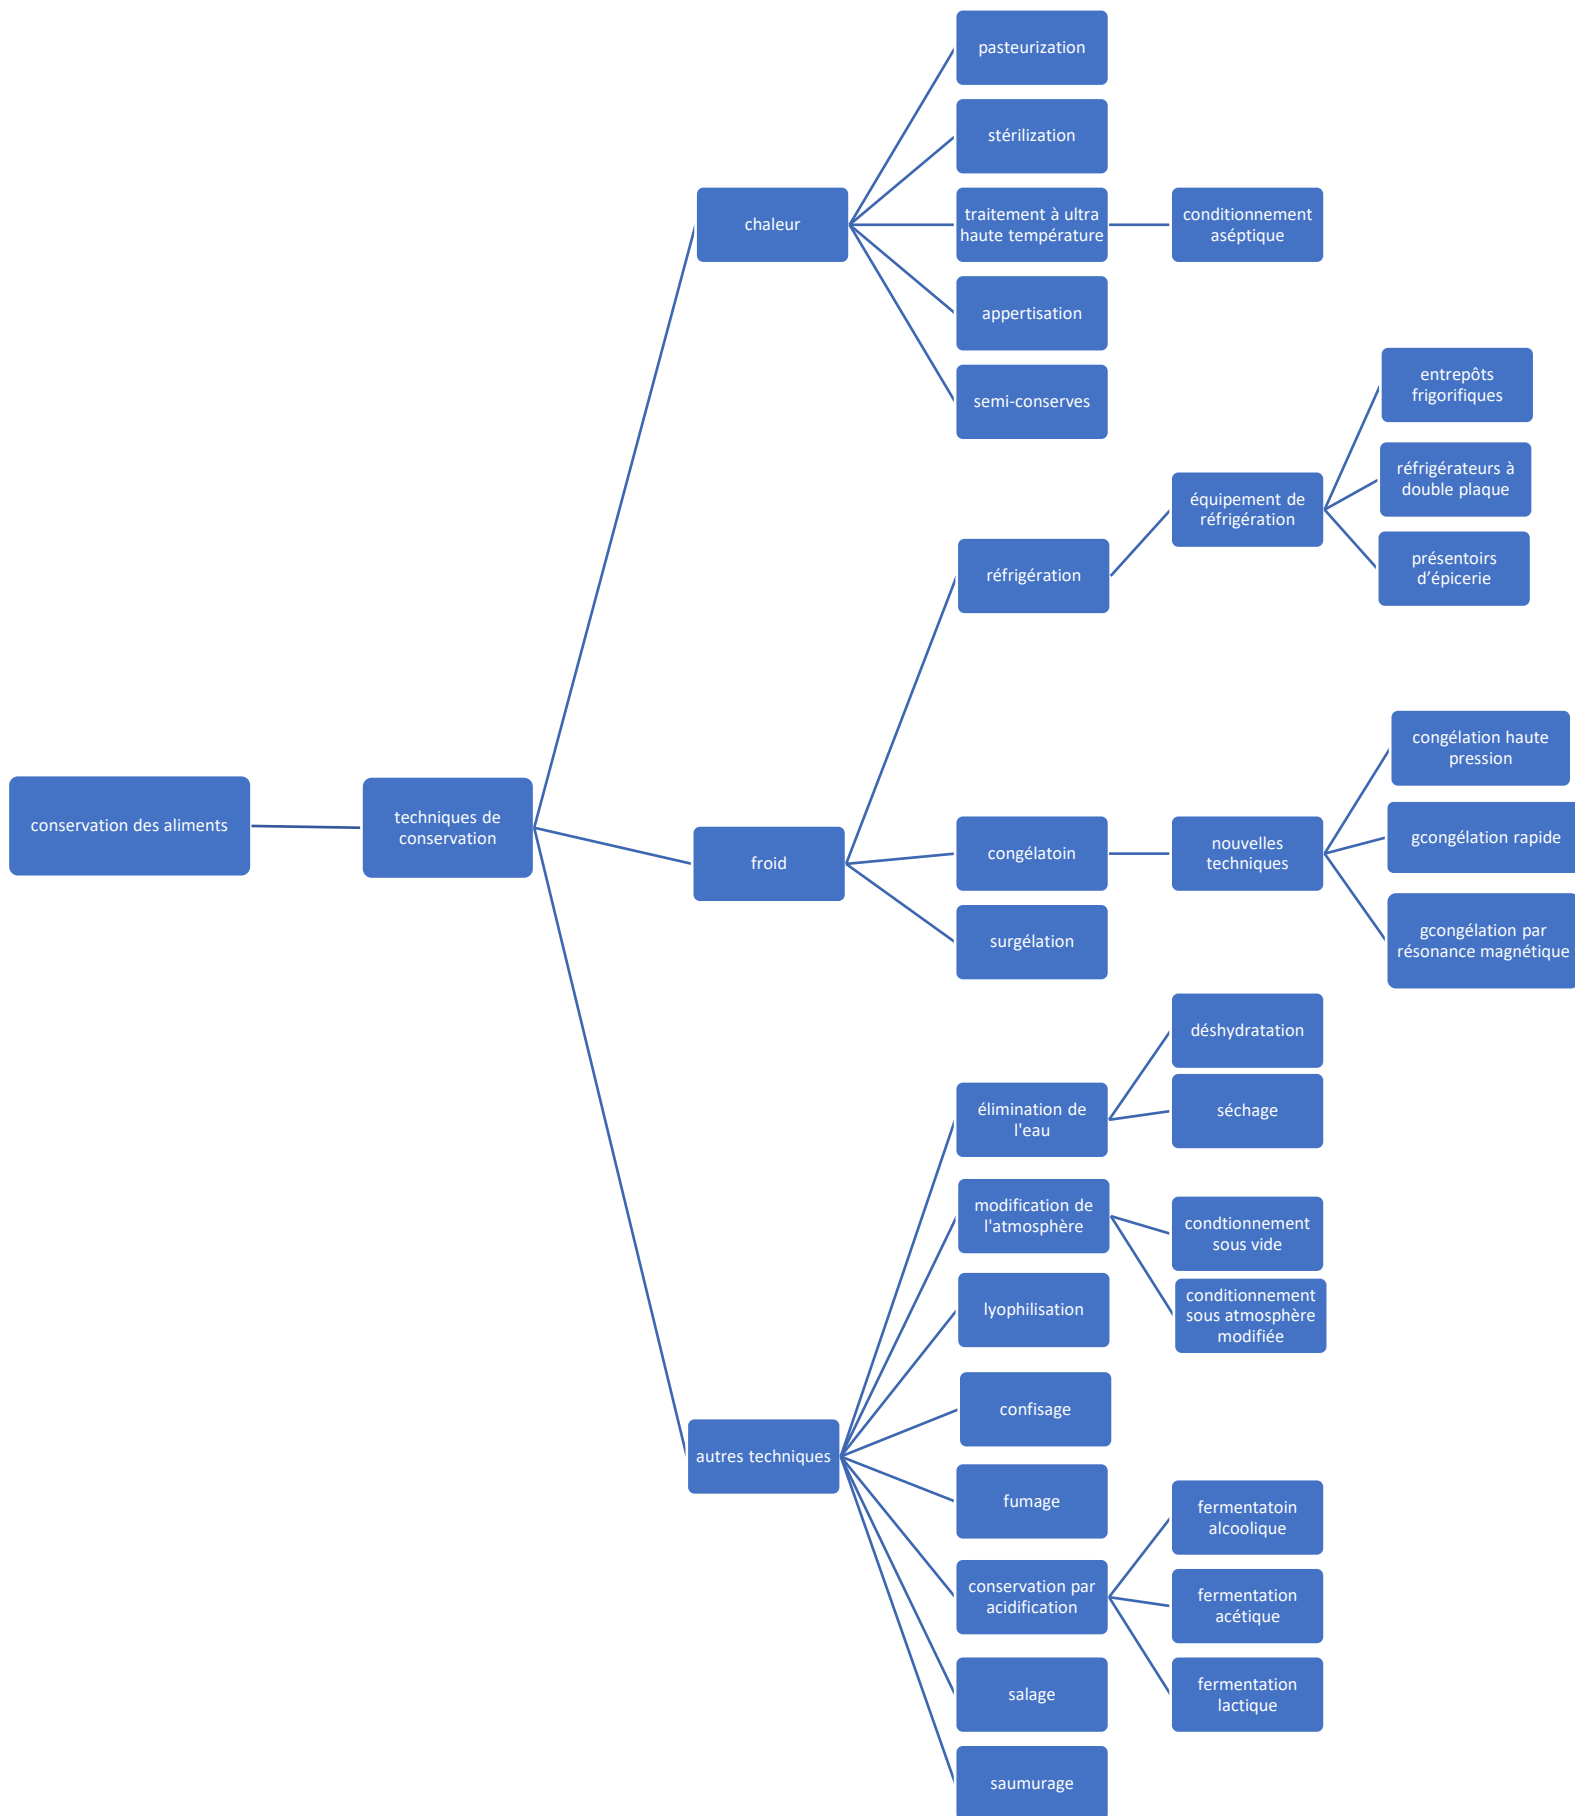 pasteurization
stérilization
traitement à ultra
haute température
conditionnement
aséptique
chaleur
appertisation
semi-conserves
entrepôts
frigorifiques
réfrigérateurs à
double plaque
équipement de
réfrigération
présentoirs
d’épicerie
réfrigération
congélation haute
pression
conservation des aliments
techniques de
conservation
froid
congélatoin
nouvelles
techniques
gcongélation rapide
surgélation
gcongélation par
résonance magnétique
déshydratation
élimination de
l'eau
séchage
modification de
l'atmosphère
condtionnement
sous vide
lyophilisation
conditionnement
sous atmosphère
modifiée
confisage
autres techniques
fumage
fermentatoin
alcoolique
conservation par
acidification
fermentation
acétique
salage
fermentation
lactique
saumurage